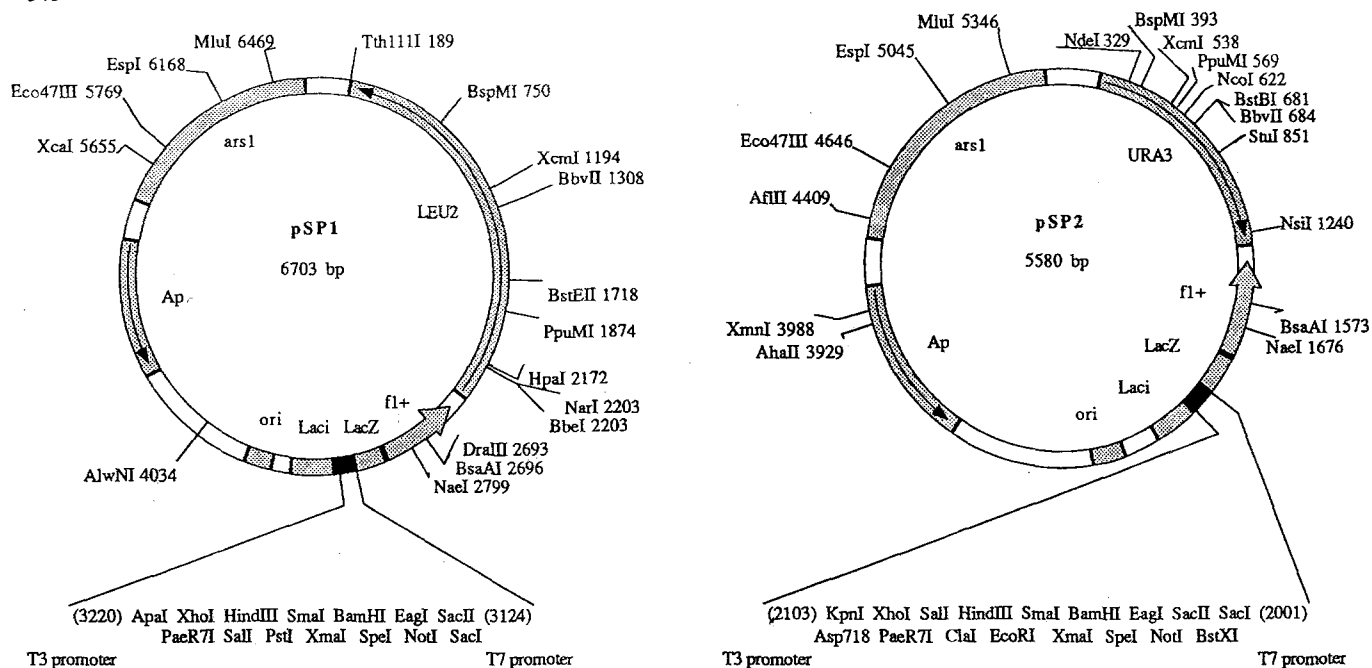 MluI 6469
Tth111I 189
EspI 6168
Eco47III 5769
BspMI 750
XcaI 5655
ars1
XcmI 1194
BbvII 1308
LEU2
pSP1
6703 bp
Ap
BstEII 1718
PpuMI 1874
HpaI 2172
NarI 2203
BbeI 2203
f1+
ori
Laci
LacZ
DraIII 2693
BsaAI 2696
NaeI 2799
AlwNI 4034
(3220) ApaI XhoI HindIII SmaI BamHI EagI SacII (3124)
PaeR7I SalI PstI XmaI SpeI NotI SacI
T3 promoter
T7 promoter
MluI 5346
NdeI 329
BspMI 393
XcmI 538
PpuMI 569
NcoI 622
BstBI 681
BbvII 684
StuI 851
EspI 5045
ars1
URA3
Eco47III 4646
AflII 4409
pSP2
5580 bp
NsiI 1240
f1+
XmnI 3988
AhaII 3929
Ap
BsaAI 1573
NaeI 1676
LacZ
Laci
ori
(2103) KpnI XhoI SalI HindIII SmaI BamHI EagI SacII SacI (2001)
Asp718 PaeR7I ClaI EcoRI XmaI SpeI NotI BstXI
T3 promoter
T7 promoter